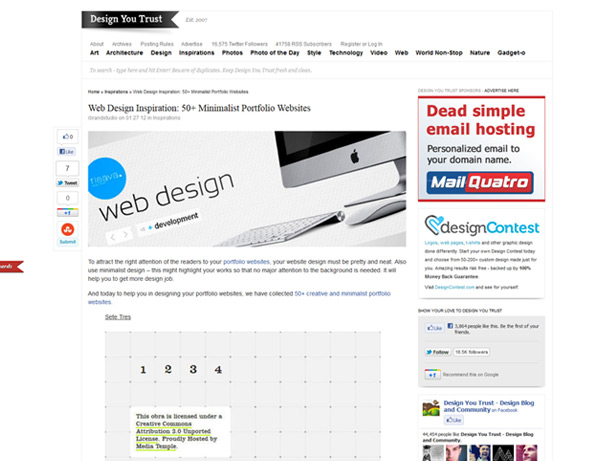 Design You Trust
Est. 2007
About Archives Posting Rules Advertise 16,575 Twitter Followers 41758 RSS Subscribers Register or Log in
Art Architecture Design Inspirations Photos Photo of the Day Style Technology Video Web World Non-Stop Nature Gadget-o
To search - type here and hit Enter! Beware of duplicates. Keep Design You Trust fresh and clean.
Home » Inspirations » Web Design Inspiration: 50+ Minimalist Portfolio Websites
Web Design Inspiration: 50+ Minimalist Portfolio Websites
ibrandstudio on 01 27 12 in Inspirations
0
Like
7
Tweet
0
+1
Submit
web design
+ development
To attract the right attention of the readers to your portfolio websites, your website design must be pretty and neat. Also
use minimalist design – this might highlight your works so that no major attention to the background is needed. It will
help you to get more design job.
And today to help you in designing your portfolio websites, we have collected 50+ creative and minimalist portfolio
websites.
Sete Tres
1 2 3 4
This obra is licensed under a
Creative Commons
Attribution 3.0 Unported
License. Proudly Hosted by
Media Temple.
DESIGN YOU TRUST SPONSORS · ADVERTISE HERE
Dead simple
email hosting
Personalized email to
your domain name.
MailQuatro
designContest
Logos, web pages, t-shirts and other graphic design
done differently. Start your own Design Contest today
and choose from 50-200+ custom design made just for
you. Amazing results risk free - backed up by 100%
Money Back Guarantee.
Visit DesignContest.com and see for yourself.
SHOW YOUR LOVE TO DESIGN YOU TRUST
Like 3,864 people like this. Be the first of your
friends.
Follow 16.5K followers
+1 Recommend this on Google
Design You Trust - Design Blog
and Community on Facebook
Like
44,454 people like Design You Trust - Design Blog
and Community.